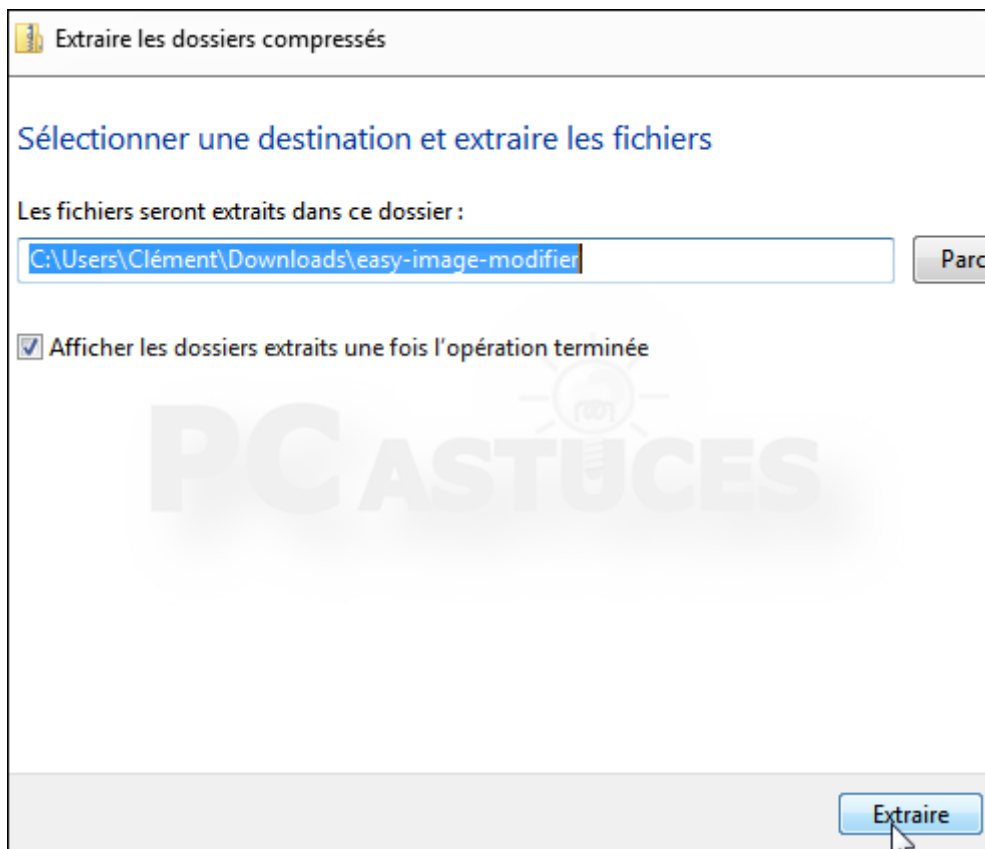 Extraire les dossiers compressés
Sélectionner une destination et extraire les fichiers
Les fichiers seront extraits dans ce dossier :
C:\Users\Clément\Downloads\easy-image-modifier
Parc
Afficher les dossiers extraits une fois l'opération terminée
PC ASTUCES
Extraire